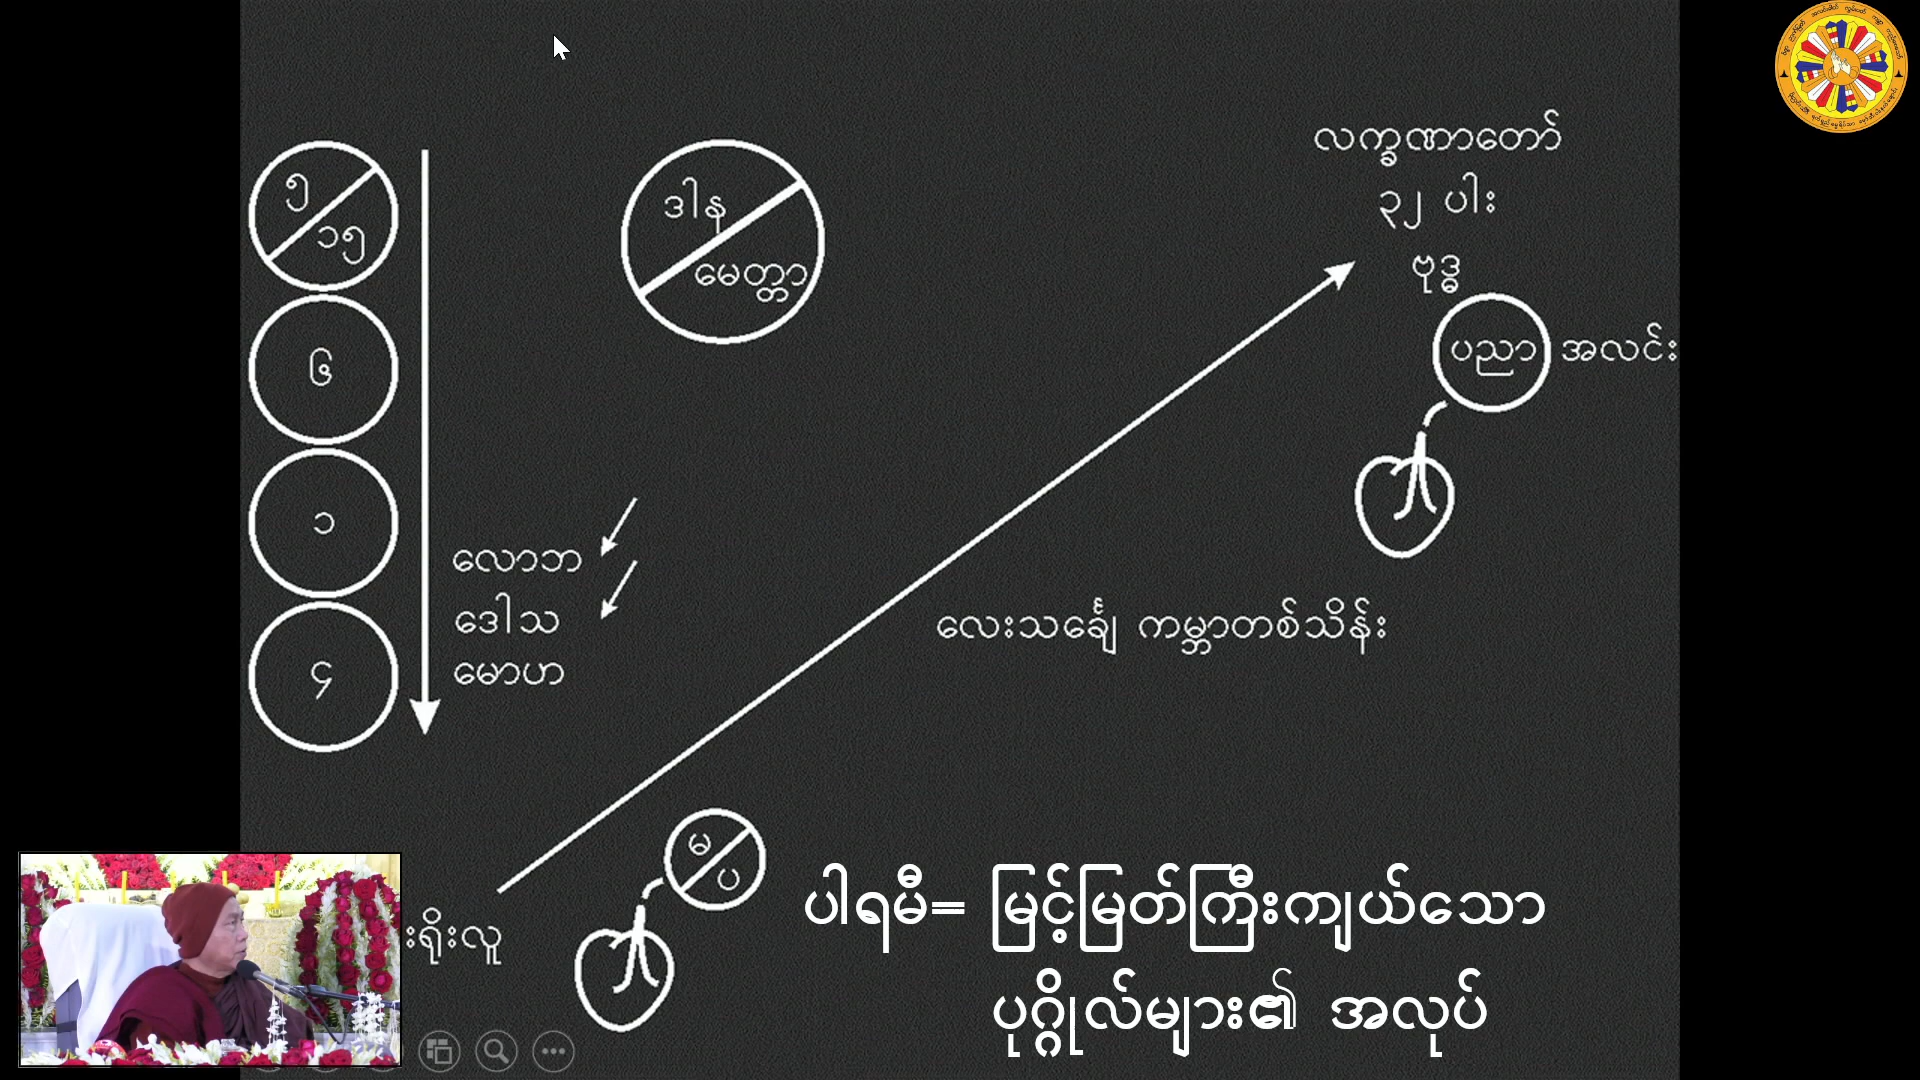 ၅
၁၅
၆
၁
၄
ဒါန
မေတ္တာ
လက္ခဏာတော်
၃၂ ပါး
ဗုဒ္ဓ
ပညာ အလင်း
လောဘ
ဒေါသ
မောဟ
လေးသင်္ချေ ကမ္ဘာတစ်သိန်း
မ
ပ
းရိုးလူ
ပါရမီ= မြင့်မြတ်ကြီးကျယ်သော
ပုဂ္ဂိုလ်များ၏ အလုပ်